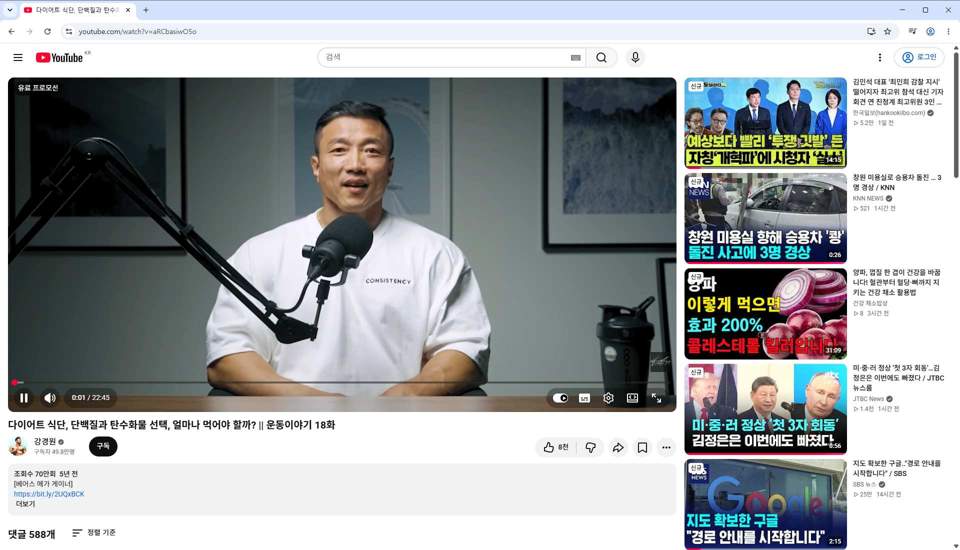 다이어트 식단, 단백질과 탄수화
youtube.com/watch?v=aRCbasiwO5o
YouTube KR
검색
로그인
유료 프로모션
CONSISTENCY
0:01 / 22:45
다이어트 식단, 단백질과 탄수화물 선택, 얼마나 먹어야 할까? || 운동이야기 18화
강경원
구독자 49.8만명
구독
8천
조회수 70만회 5년 전
[베어스 메가 게이너]
https://bit.ly/2UQxBCK
더보기
댓글 588개
정렬 기준
신규
예상보다 빨리 '투쟁 깃발' 든
자칭 '개혁파'에 시청자
14:15
김민석 대표 '최민희 감찰 지시'
떨어지자 최고위 참석 대신 기자
회견 연 친청계 최고위원 3인 ...
한국일보(hankookilbo.com)
5.2만 1일 전
신규
KNN NEWS
창원 미용실 향해 승용차 '쾅'
돌진 사고에 3명 경상
0:26
창원 미용실로 승용차 돌진 ... 3
명 경상 / KNN
KNN NEWS
521 1시간 전
신규
양파
이렇게 먹으면
효과 200%
콜레스테롤 킬러입니다
31:09
양파, 껍질 한 겹이 건강을 바꿉
니다! 혈관부터 혈당·뼈까지 지
키는 건강 채소 활용법
건강 채소밥상
8 3시간 전
신규
jtbc
미·중·러 정상 '첫 3자 회동'
김정은은 이번에도 빠졌다
0:56
미·중·러 정상 '첫 3자 회동'…김
정은은 이번에도 빠졌다 / JTBC
뉴스룸
JTBC News
1.4천 1시간 전
신규
SBS NEWS
Google
지도 확보한 구글
"경로 안내를 시작합니다"
2:15
지도 확보한 구글…"경로 안내를
시작합니다" / SBS
SBS 뉴스
25만 14시간 전